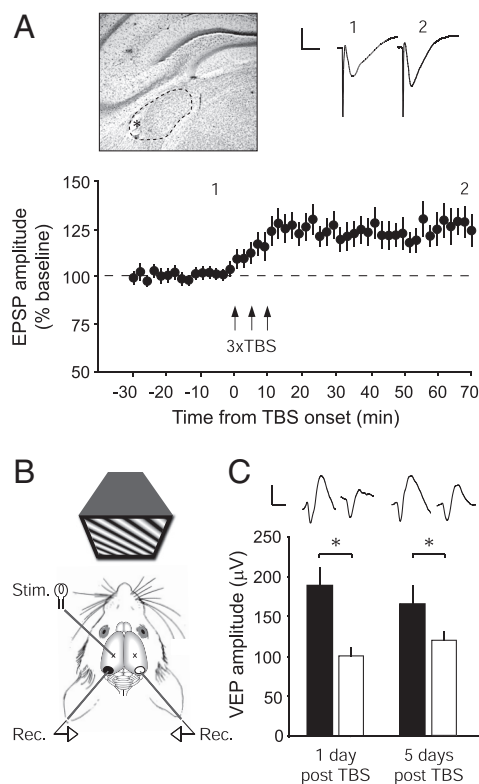 A
1 2
*
150
1 2
125
100
75
50
EPSP amplitude
(% baseline)
3xTBS
-30 -20 -10 0 10 20 30 40 50 60 70
Time from TBS onset (min)
B
Stim.
x x
Rec. Rec.
C
250
200
150
100
50
0
VEP amplitude (μV)
* *
1 day
post TBS
5 days
post TBS